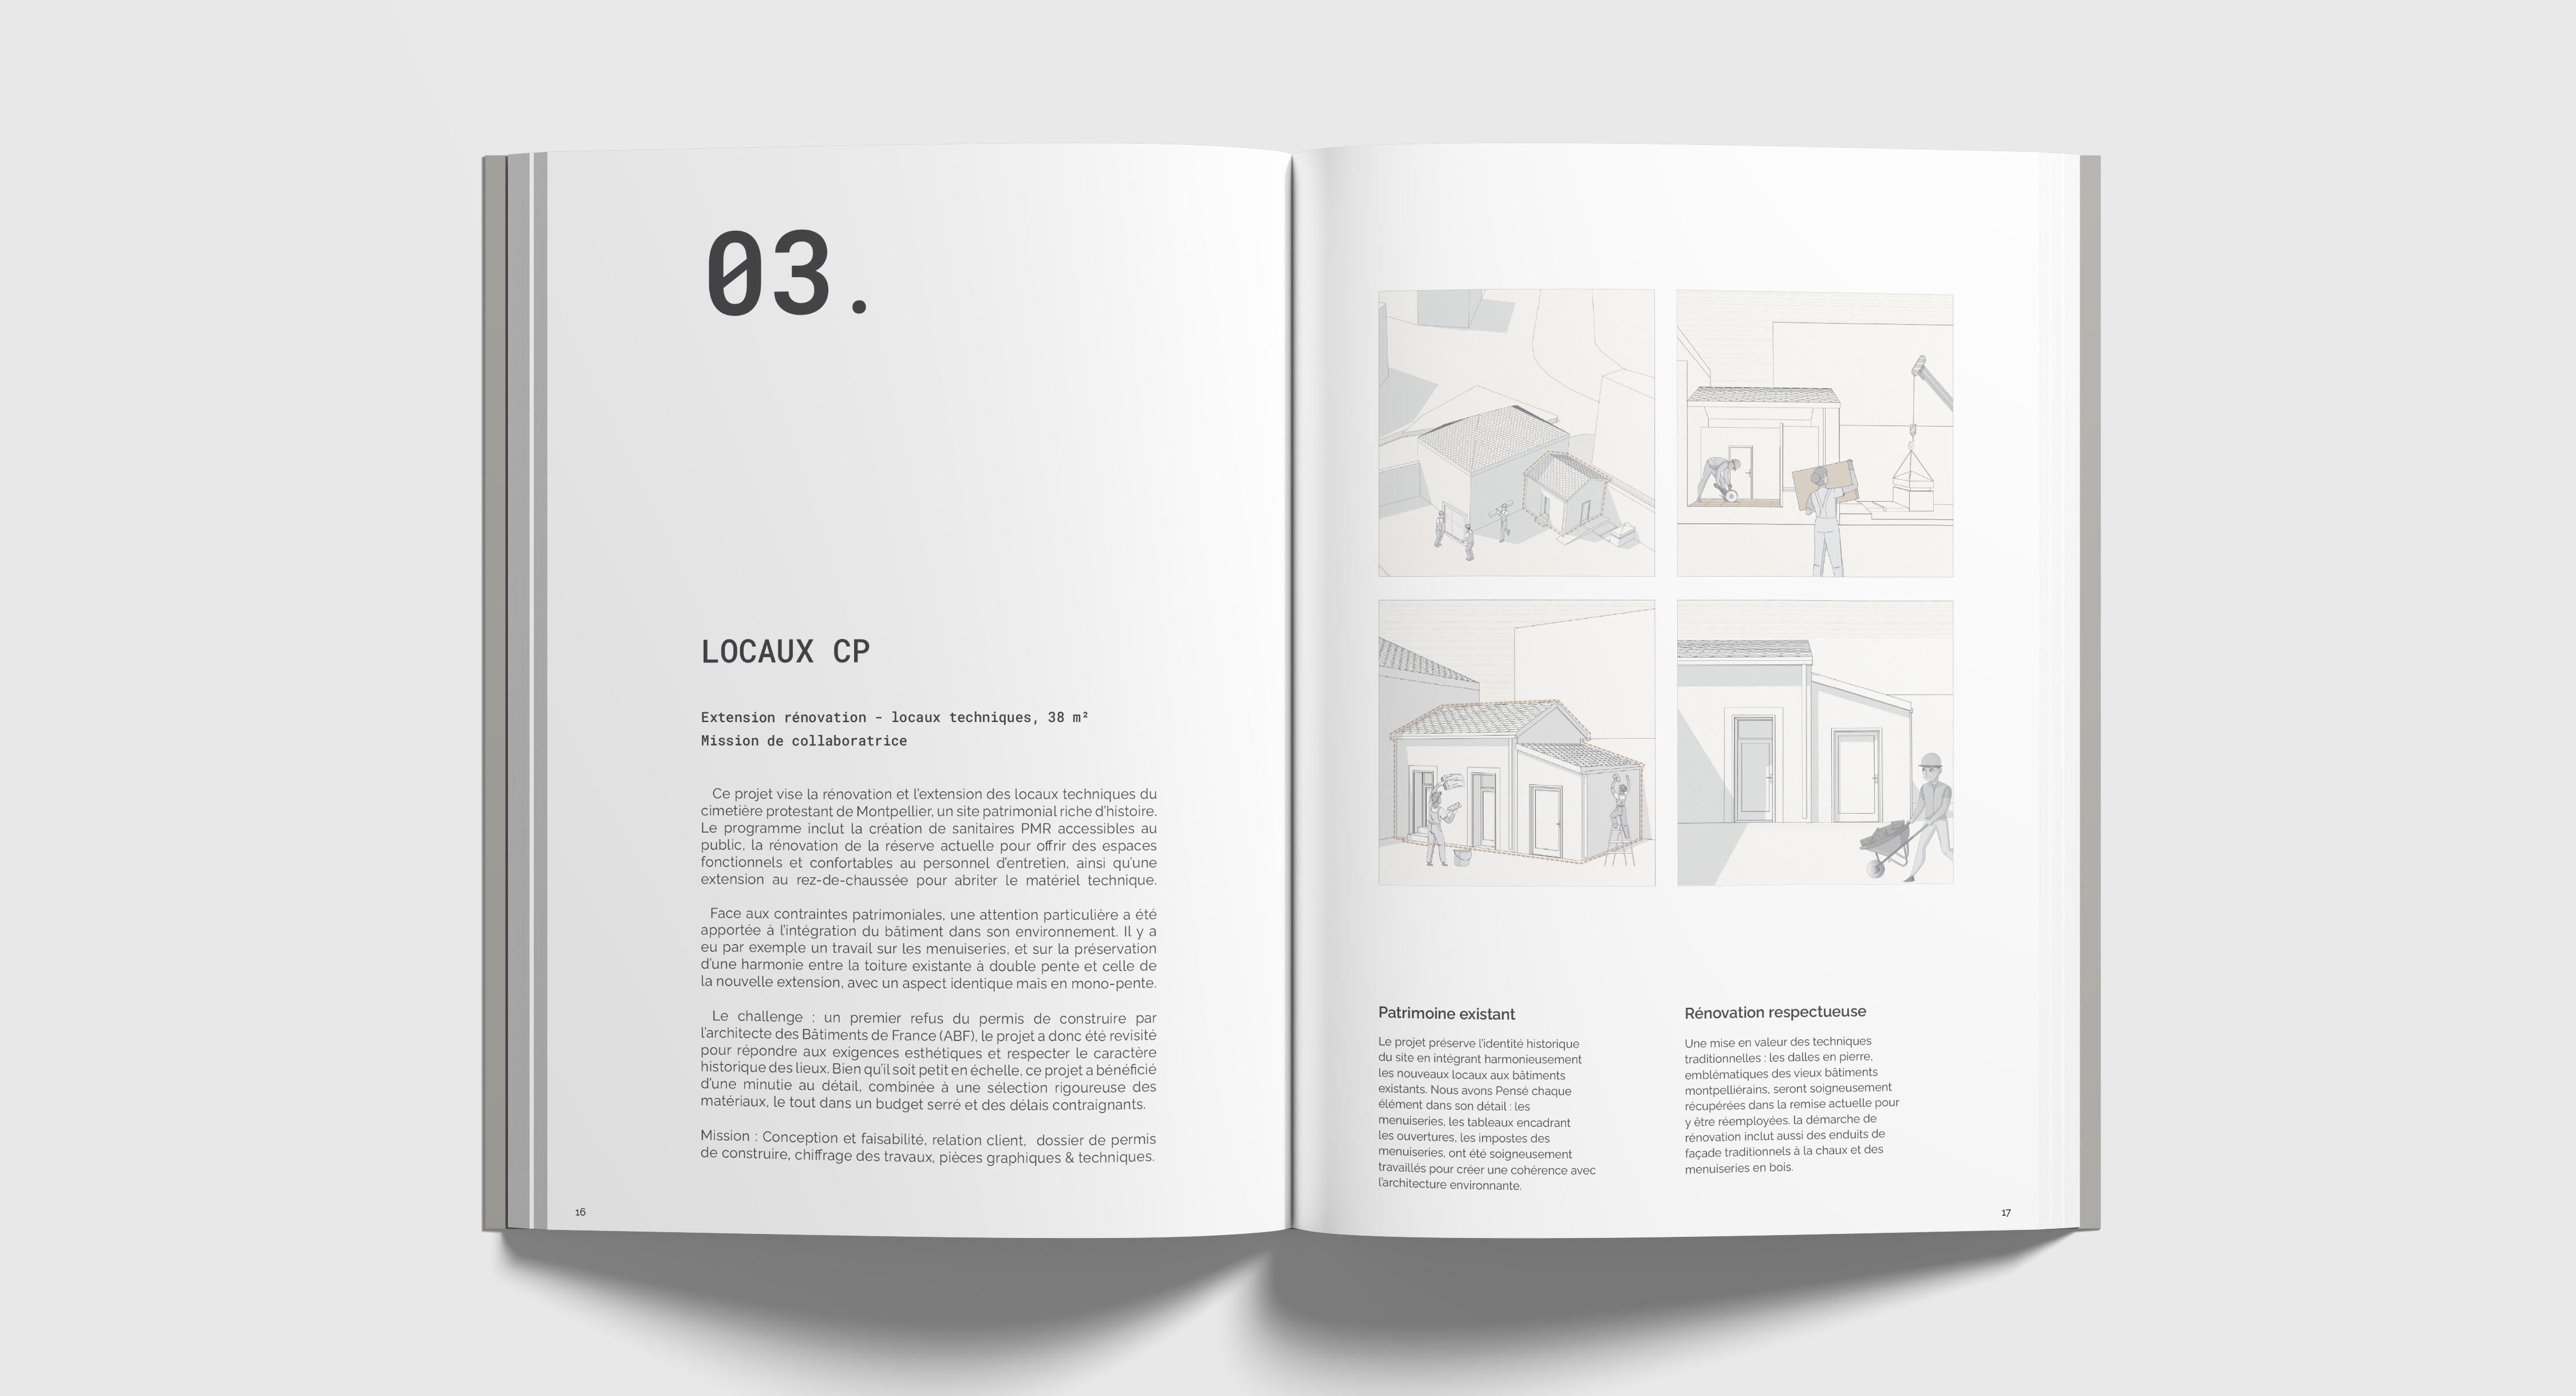 03.
LOCAUX CP
Extension rénovation - locaux techniques, 38 m²
Mission de collaboratrice
Ce projet vise la rénovation et l'extension des locaux techniques du
cimetière protestant de Montpellier, un site patrimonial riche d'histoire.
Le programme inclut la création de sanitaires PMR accessibles au
public, la rénovation de la réserve actuelle pour offrir des espaces
fonctionnels et confortables au personnel d'entretien, ainsi qu'une
extension au rez-de-chaussée pour abriter le matériel technique.
Face aux contraintes patrimoniales, une attention particulière a été
apportée à l'intégration du bâtiment dans son environnement. Il y a
eu par exemple un travail sur les menuiseries, et sur la préservation
d'une harmonie entre la toiture existante à double pente et celle de
la nouvelle extension, avec un aspect identique mais en mono-pente.
Le challenge : un premier refus du permis de construire par
l'architecte des Bâtiments de France (ABF), le projet a donc été revisité
pour répondre aux exigences esthétiques et respecter le caractère
historique des lieux. Bien qu'il soit petit en échelle, ce projet a bénéficié
d'une minutie au détail, combinée à une sélection rigoureuse des
matériaux, le tout dans un budget serré et des délais contraignants.
Mission : Conception et faisabilité, relation client, dossier de permis
de construire, chiffrage des travaux, pièces graphiques & techniques.
16
Patrimoine existant
Le projet préserve l'identité historique
du site en intégrant harmonieusement
les nouveaux locaux aux bâtiments
existants. Nous avons Pensé chaque
élément dans son détail : les
menuiseries, les tableaux encadrant
les ouvertures, les impostes des
menuiseries, ont été soigneusement
travaillés pour créer une cohérence avec
l'architecture environnante.
Rénovation respectueuse
Une mise en valeur des techniques
traditionnelles : les dalles en pierre,
emblématiques des vieux bâtiments
montpelliérains, seront soigneusement
récupérées dans la remise actuelle pour
y être réemployées. la démarche de
rénovation inclut aussi des enduits de
façade traditionnels à la chaux et des
menuiseries en bois.
17